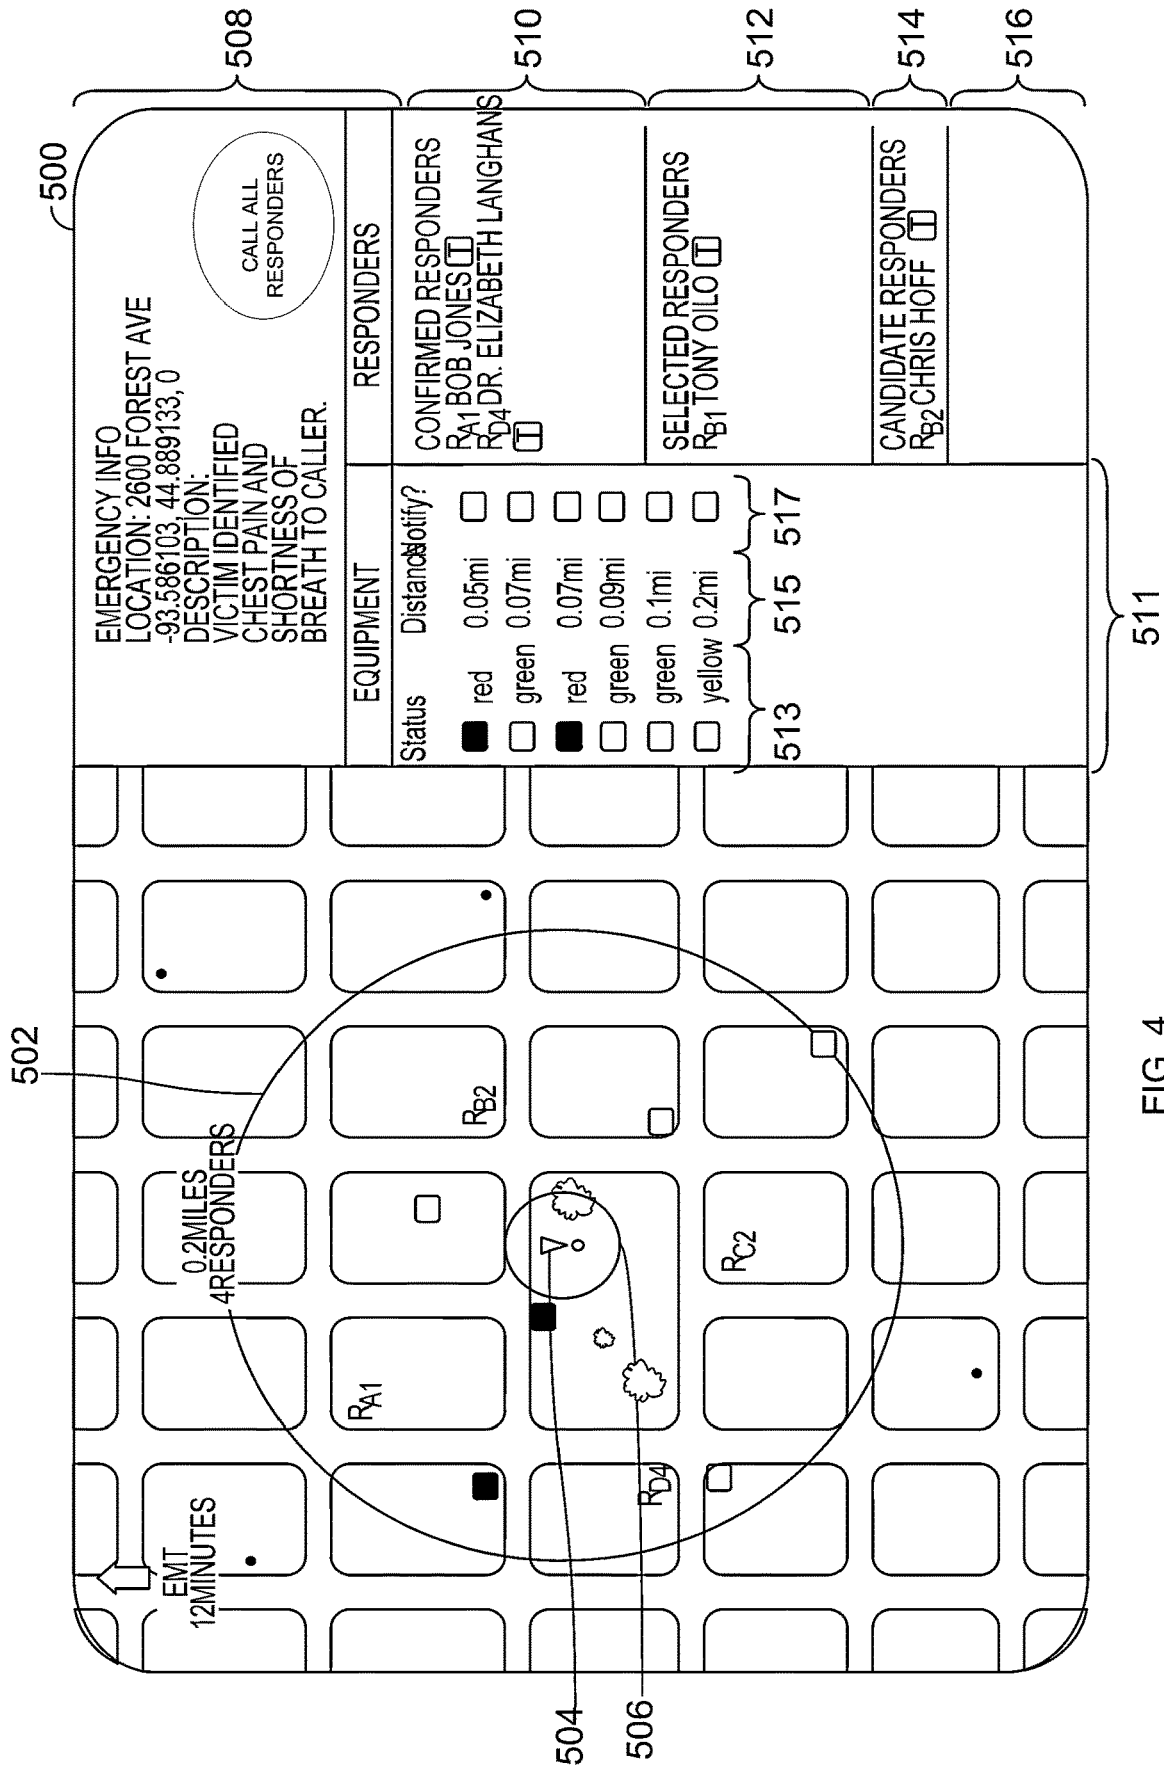 500
502
EMT
12MINUTES
0.2MILES
4RESPONDERS
RA1
RB2
RC2
RD4
504
506
EMERGENCY INFO
LOCATION: 2600 FOREST AVE
-93.586103, 44.889133, 0
DESCRIPTION:
VICTIM IDENTIFIED
CHEST PAIN AND
SHORTNESS OF
BREATH TO CALLER.
CALL ALL
RESPONDERS
508
EQUIPMENT
RESPONDERS
Status Distance Notify?
red 0.05mi
green 0.07mi
red 0.07mi
green 0.09mi
green 0.1mi
yellow 0.2mi
513 515 517
511
CONFIRMED RESPONDERS
RA1 BOB JONES T
RD4 DR. ELIZABETH LANGHANS
T
510
SELECTED RESPONDERS
RB1 TONY OILO T
512
CANDIDATE RESPONDERS
RB2 CHRIS HOFF T
514
516
FIG. 4